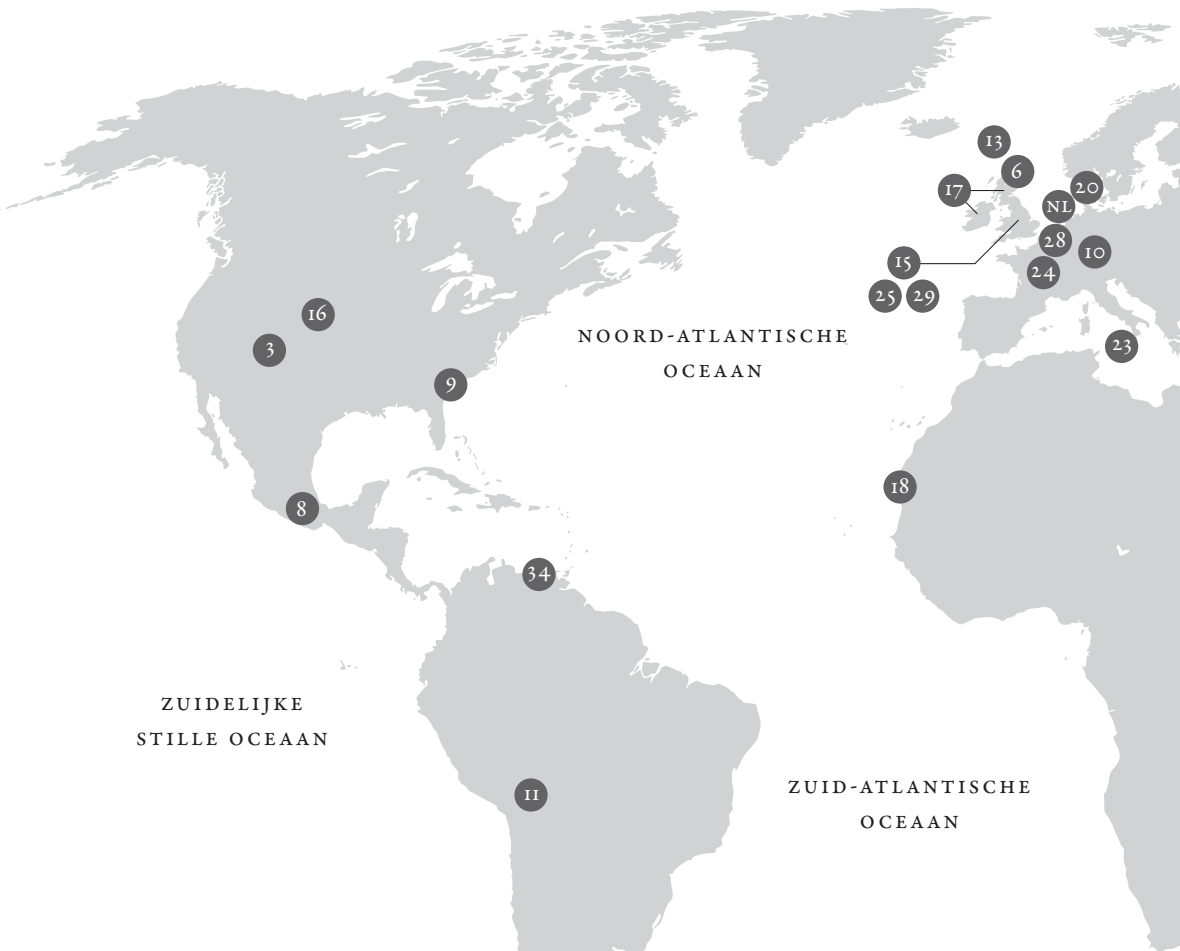 13
6
17
20
NL
28
10
15
24
25 29
16
NOORD-ATLANTISCHE
OCEAAN
3
23
9
18
8
34
ZUIDELIJKE
STILLE OCEAAN
11
ZUID-ATLANTISCHE
OCEAAN